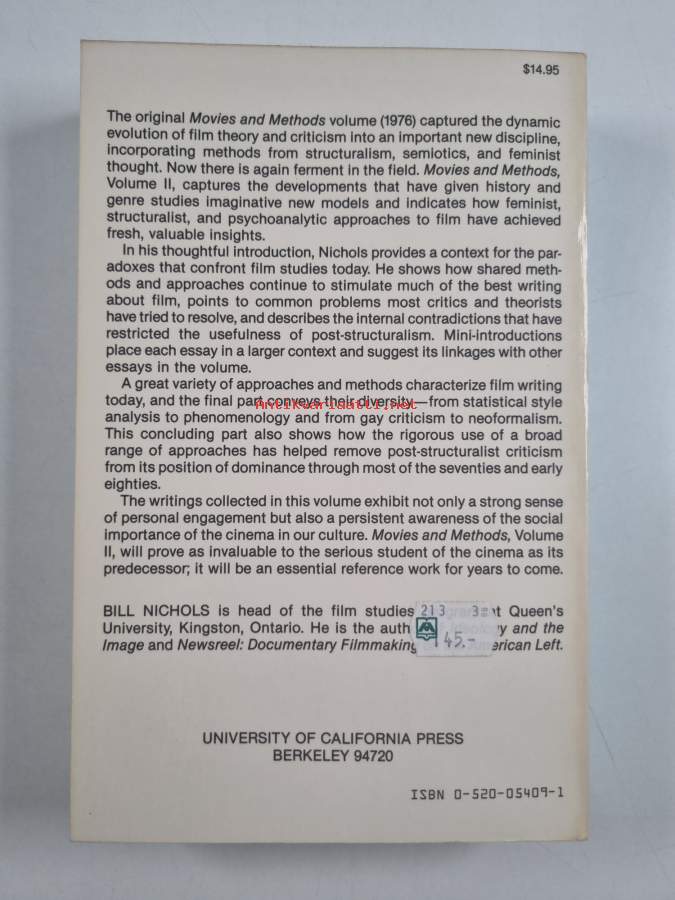 $14.95
The original Movies and Methods volume (1976) captured the dynamic
evolution of film theory and criticism into an important new discipline,
incorporating methods from structuralism, semiotics, and feminist
thought. Now there is again ferment in the field. Movies and Methods,
Volume II, captures the developments that have given history and
genre studies imaginative new models and indicates how feminist,
structuralist, and psychoanalytic approaches to film have achieved
fresh, valuable insights.
In his thoughtful introduction, Nichols provides a context for the par-
adoxes that confront film studies today. He shows how shared meth-
ods and approaches continue to stimulate much of the best writing
about film, points to common problems most critics and theorists
have tried to resolve, and describes the internal contradictions that have
restricted the usefulness of post-structuralism. Mini-introductions
place each essay in a larger context and suggest its linkages with other
essays in the volume.
A great variety of approaches and methods characterize film writing
today, and the final part conveys their diversity—from statistical style
Antikvariaatti.net
analysis to phenomenology and from gay criticism to neoformalism.
This concluding part also shows how the rigorous use of a broad
range of approaches has helped remove post-structuralist criticism
from its position of dominance through most of the seventies and early
eighties.
The writings collected in this volume exhibit not only a strong sense
of personal engagement but also a persistent awareness of the social
importance of the cinema in our culture. Movies and Methods, Volume
II, will prove as invaluable to the serious student of the cinema as its
predecessor; it will be an essential reference work for years to come.
BILL NICHOLS is head of the film studies at Queen's
University, Kingston, Ontario. He is the auth y and the
Image and Newsreel: Documentary Filmmaking erican Left.
213
45.-
UNIVERSITY OF CALIFORNIA PRESS
BERKELEY 94720
ISBN 0-520-05409-1